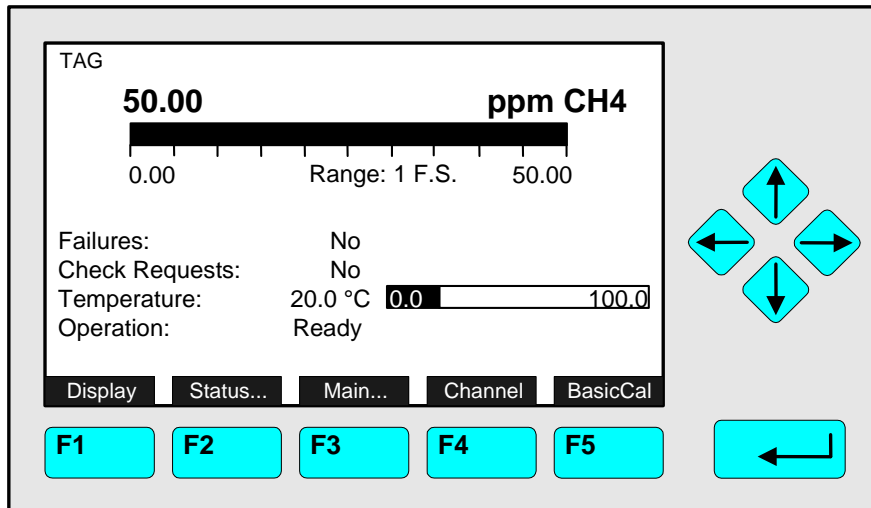 TAG
50.00 ppm CH4
0.00 Range: 1 F.S. 50.00
Failures: No
Check Requests: No
Temperature: 20.0 °C 0.0 100.0
Operation: Ready
Display Status... Main... Channel BasicCal
F1 F2 F3 F4 F5